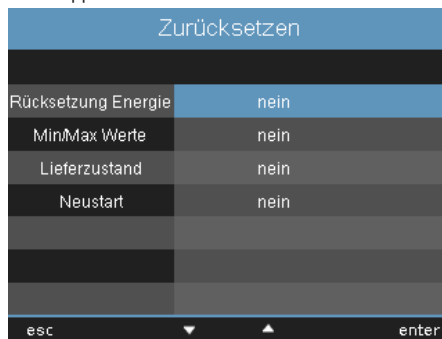 Zurücksetzen
Rücksetzung Energie nein
Min/Max Werte nein
Lieferzustand nein
Neustart nein
esc enter